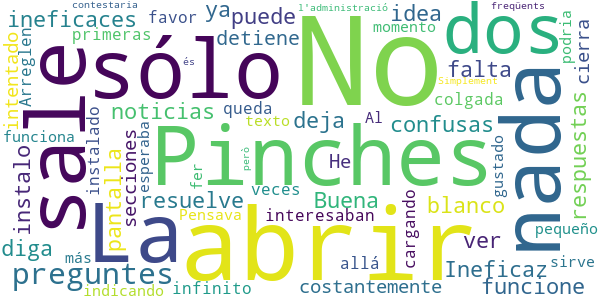 contestaria
l'administració
freqüents
ineficaces
favor
ya
puede
idea
primeras
detiene
momento
dos
podria
cierra
Arreglen
intentado
sale
sólo
No
és
falta
Simplement
noticias
queda
colgada
texto
deja
Al
confusas
respuestas
nada
funciona
instalado
esperaba
però
Pinches
He
gustado
instalo
secciones
pantalla
fer
resuelve
veces
Buena
La
Pensava
interesaban
cargando
blanco
pequeño
diga
abrir
ver
preguntes
más
allá
Ineficaz
sirve
indicando
infinito
costantemente
funcione